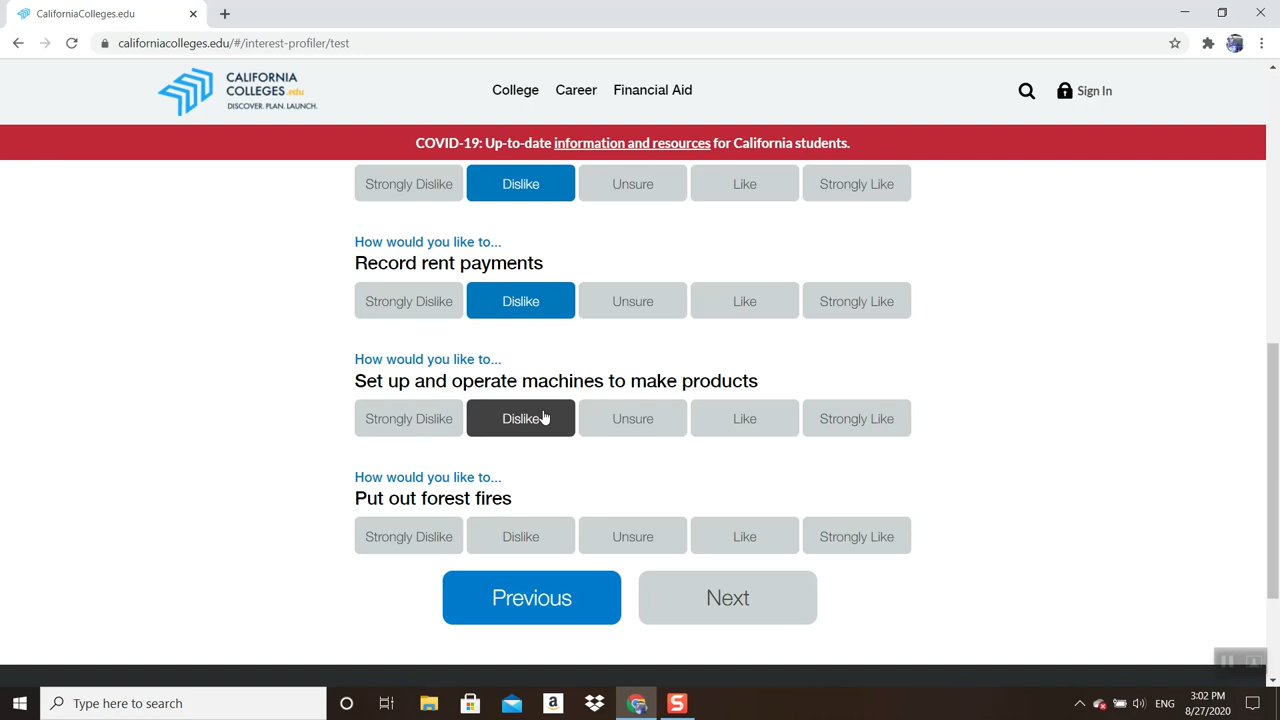 CaliforniaColleges.edu
californiacolleges.edu/#/interest-profiler/test
CALIFORNIA
COLLEGES.edu
DISCOVER. PLAN. LAUNCH.
College Career Financial Aid
Sign In
COVID-19: Up-to-date information and resources for California students.
Strongly Dislike Dislike Unsure Like Strongly Like
How would you like to...
Record rent payments
Strongly Dislike Dislike Unsure Like Strongly Like
How would you like to...
Set up and operate machines to make products
Strongly Dislike Dislike Unsure Like Strongly Like
How would you like to...
Put out forest fires
Strongly Dislike Dislike Unsure Like Strongly Like
Previous Next
Type here to search
a
S
ENG
3:02 PM
8/27/2020